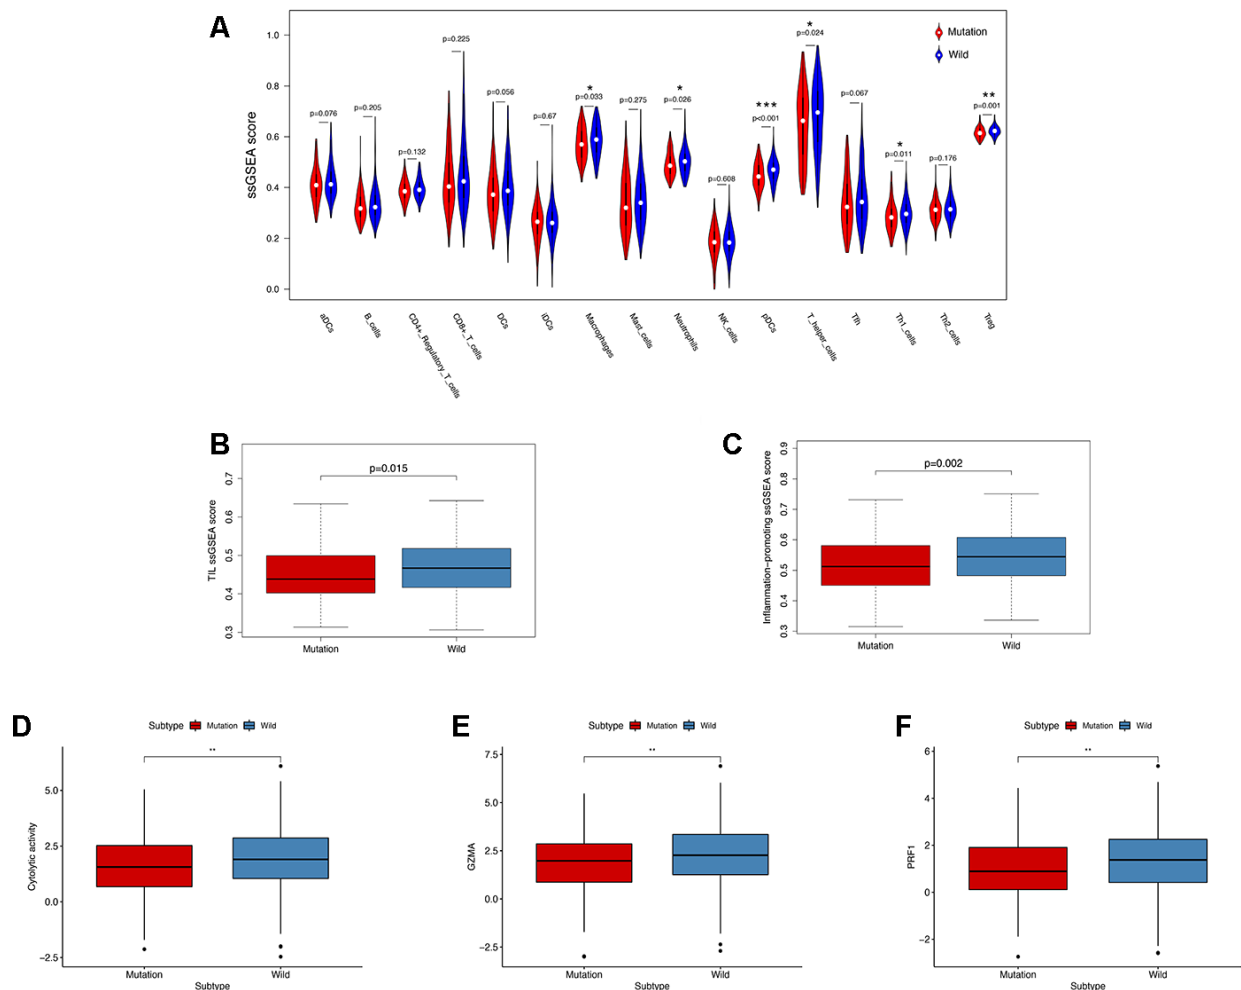 A
ssGSEA score
1.0
0.8
0.6
0.4
0.2
0.0
p=0.076
p=0.205
p=0.132
p=0.225
p=0.056
p=0.67
*
p=0.033
p=0.275
*
p=0.026
p=0.608
***
p<0.001
*
p=0.024
p=0.067
*
p=0.011
p=0.176
**
p=0.001
Mutation
Wild
aDCs
B_cells
CD4+_Regulatory_T_cells
CD8+_T_cells
DCs
iDCs
Macrophages
Mast_cells
Neutrophils
NK_cells
pDCs
T_helper_cells
Tfh
Th1_cells
Th2_cells
Treg
B
TIL ssGSEA score
0.7
0.6
0.5
0.4
0.3
p=0.015
Mutation Wild
C
Inflammation-promoting ssGSEA score
0.9
0.8
0.7
0.6
0.5
0.4
0.3
p=0.002
Mutation Wild
D
Subtype Mutation Wild
Cytolytic activity
5.0
2.5
0.0
−2.5
**
Mutation Wild
Subtype
E
Subtype Mutation Wild
GZMA
7.5
5.0
2.5
0.0
−2.5
**
Mutation Wild
Subtype
F
Subtype Mutation Wild
PRF1
6
4
2
0
−2
**
Mutation Wild
Subtype